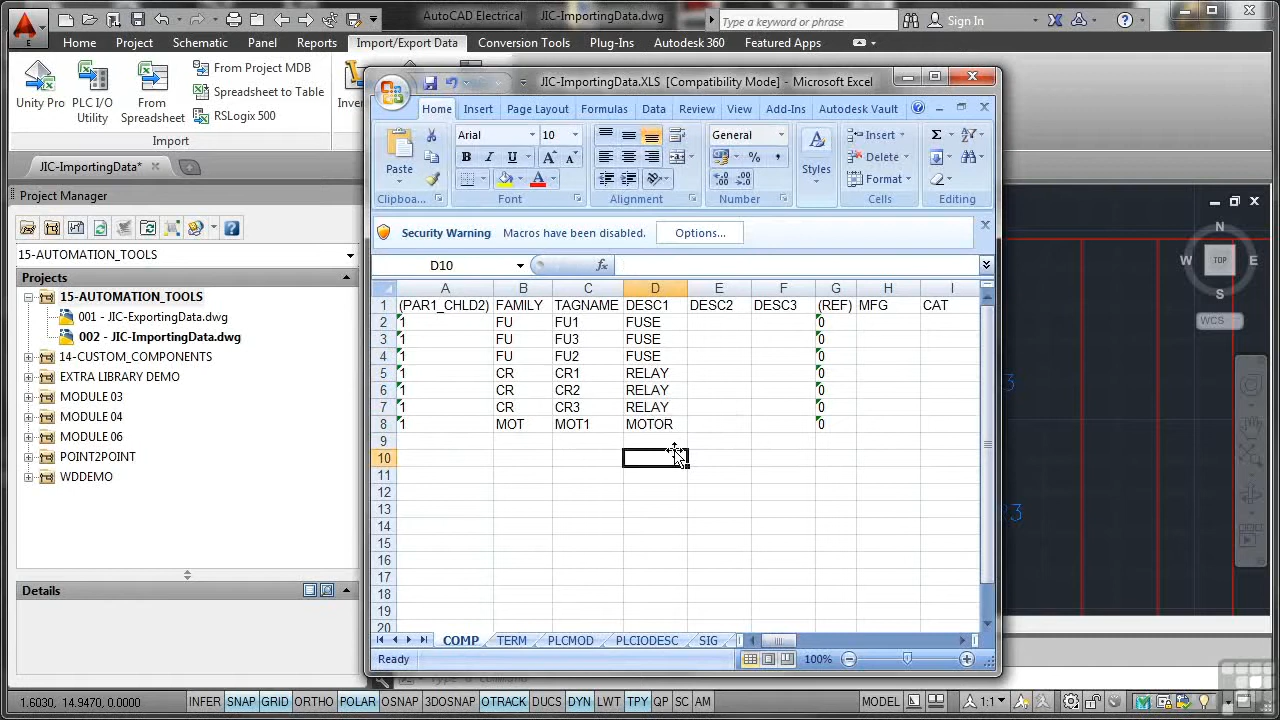 AutoCAD Electrical JIC-ImportingData.dwg
Type a keyword or phrase
Sign In
Home Project Schematic Panel Reports Import/Export Data Conversion Tools Plug-Ins Autodesk 360 Featured Apps
E
Unity Pro
PLC I/O
Utility
From
Spreadsheet
From Project MDB
Spreadsheet to Table
RSLogix 500
Import
JIC-ImportingData*
Project Manager
15-AUTOMATION_TOOLS
Projects
15-AUTOMATION_TOOLS
001 - JIC-ExportingData.dwg
002 - JIC-ImportingData.dwg
14-CUSTOM_COMPONENTS
EXTRA LIBRARY DEMO
MODULE 03
MODULE 04
MODULE 06
POINT2POINT
WDDEMO
Details
JIC-ImportingData.XLS [Compatibility Mode] - Microsoft Excel
Home Insert Page Layout Formulas Data Review View Add-Ins Autodesk Vault
Paste
Clipboa...
Arial 10
B I U
A A
A
Font
Alignment
General
% ,
Number
Styles
Insert
Delete
Format
Cells
Σ
Editing
Security Warning Macros have been disabled. Options...
D10 fx
A B C D E F G H I
1 (PAR1_CHLD2) FAMILY TAGNAME DESC1 DESC2 DESC3 (REF) MFG CAT
2 1 FU FU1 FUSE 0
3 1 FU FU3 FUSE 0
4 1 FU FU2 FUSE 0
5 1 CR CR1 RELAY 0
6 1 CR CR2 RELAY 0
7 1 CR CR3 RELAY 0
8 1 MOT MOT1 MOTOR 0
9
10
11
12
13
14
15
16
17
18
19
20
COMP TERM PLCMOD PLCIODESC SIG
Ready 100%
N
W TOP E
S
WCS
3
3
Type a command
1.6030, 14.9470, 0.0000 INFER SNAP GRID ORTHO POLAR OSNAP 3DOSNAP OTRACK DUCS DYN LWT TPY QP SC AM MODEL 1:1